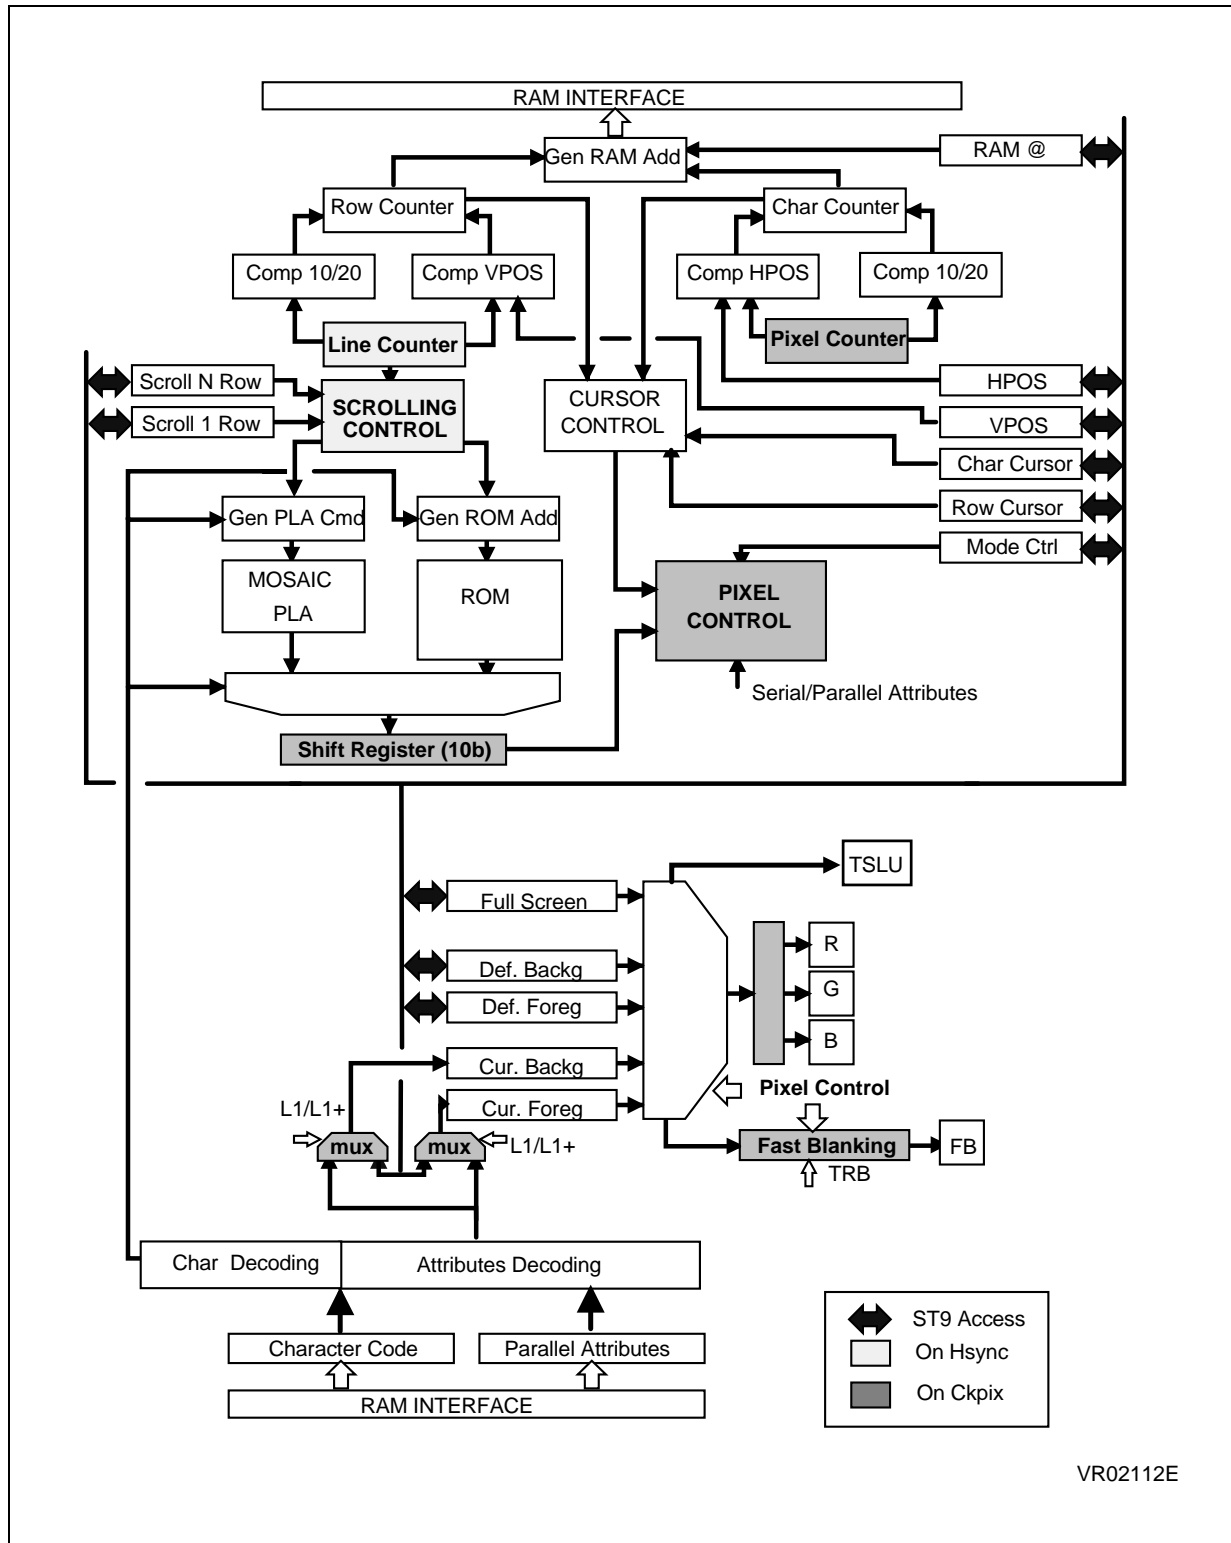 RAM INTERFACE
Gen RAM Add
RAM @
Row Counter
Char Counter
Comp 10/20
Comp VPOS
Comp HPOS
Comp 10/20
Line Counter
Pixel Counter
Scroll N Row
Scroll 1 Row
SCROLLING
CONTROL
CURSOR
CONTROL
HPOS
VPOS
Char Cursor
Row Cursor
Mode Ctrl
Gen PLA Cmd
Gen ROM Add
MOSAIC
PLA
ROM
PIXEL
CONTROL
Serial/Parallel Attributes
Shift Register (10b)
TSLU
Full Screen
Def. Backg
Def. Foreg
Cur. Backg
Cur. Foreg
R
G
B
Pixel Control
L1/L1+
mux
mux
L1/L1+
Fast Blanking
FB
TRB
Char Decoding
Attributes Decoding
Character Code
Parallel Attributes
RAM INTERFACE
ST9 Access
On Hsync
On Ckpix
VR02112E